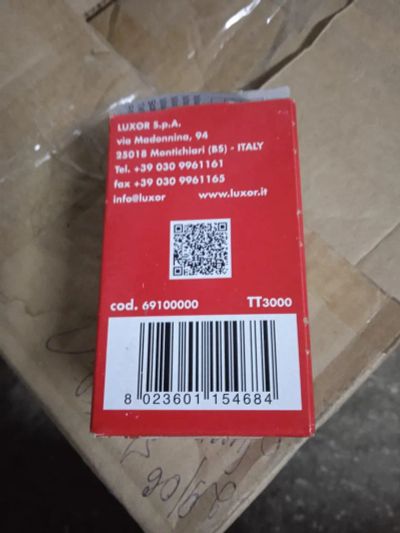 LUXOR S.p.A.
via Madonnina, 94
25018 Montichiari (BS) - ITALY
Tel. +39 030 9961161
fax +39 030 9961165
info@luxor www.luxor.it
cod. 69100000 TT3000
8 023601 154684